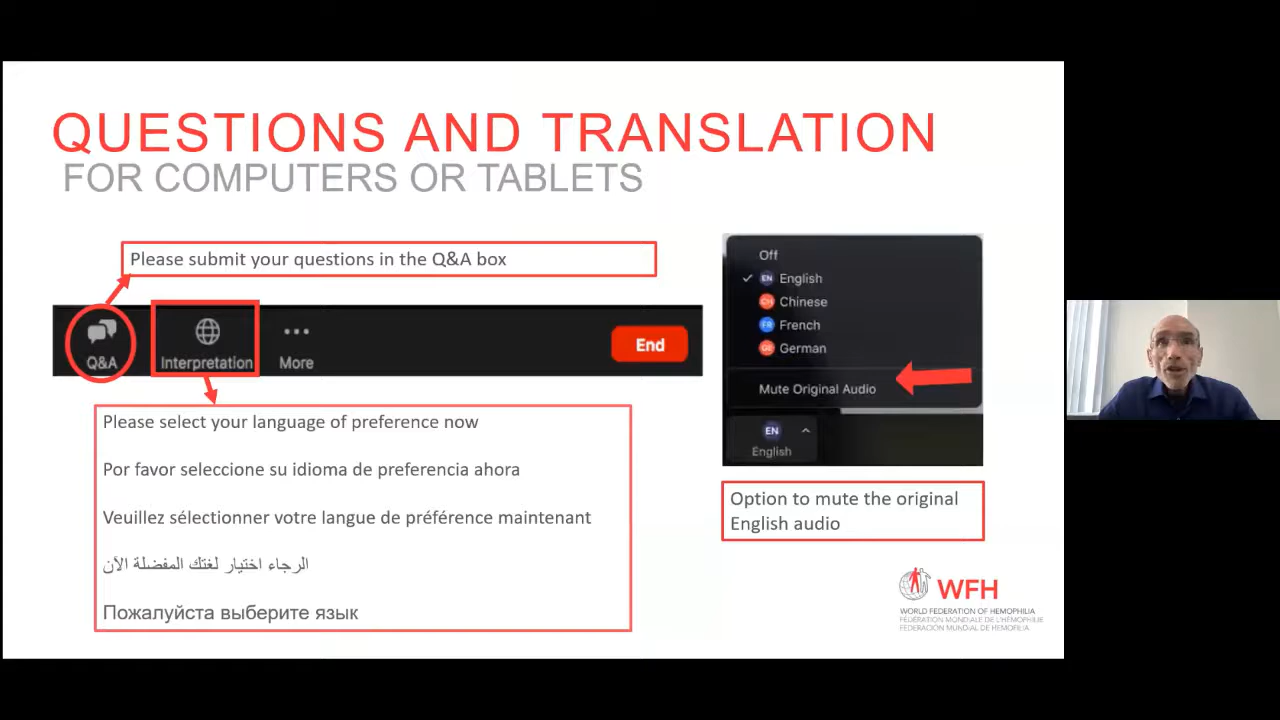 QUESTIONS AND TRANSLATION
FOR COMPUTERS OR TABLETS
Please submit your questions in the Q&A box
Q&A
Interpretation
More
End
Please select your language of preference now
Por favor seleccione su idioma de preferencia ahora
Veuillez sélectionner votre langue de préférence maintenant
الرجاء اختيار لغتك المفضلة الآن
Пожалуйста выберите язык
Off
EN English
CH Chinese
FR French
GE German
Mute Original Audio
EN
English
Option to mute the original
English audio
WFH
WORLD FEDERATION OF HEMOPHILIA
FÉDÉRATION MONDIALE DE L'HÉMOPHILIE
FEDERACIÓN MUNDIAL DE HEMOFILIA